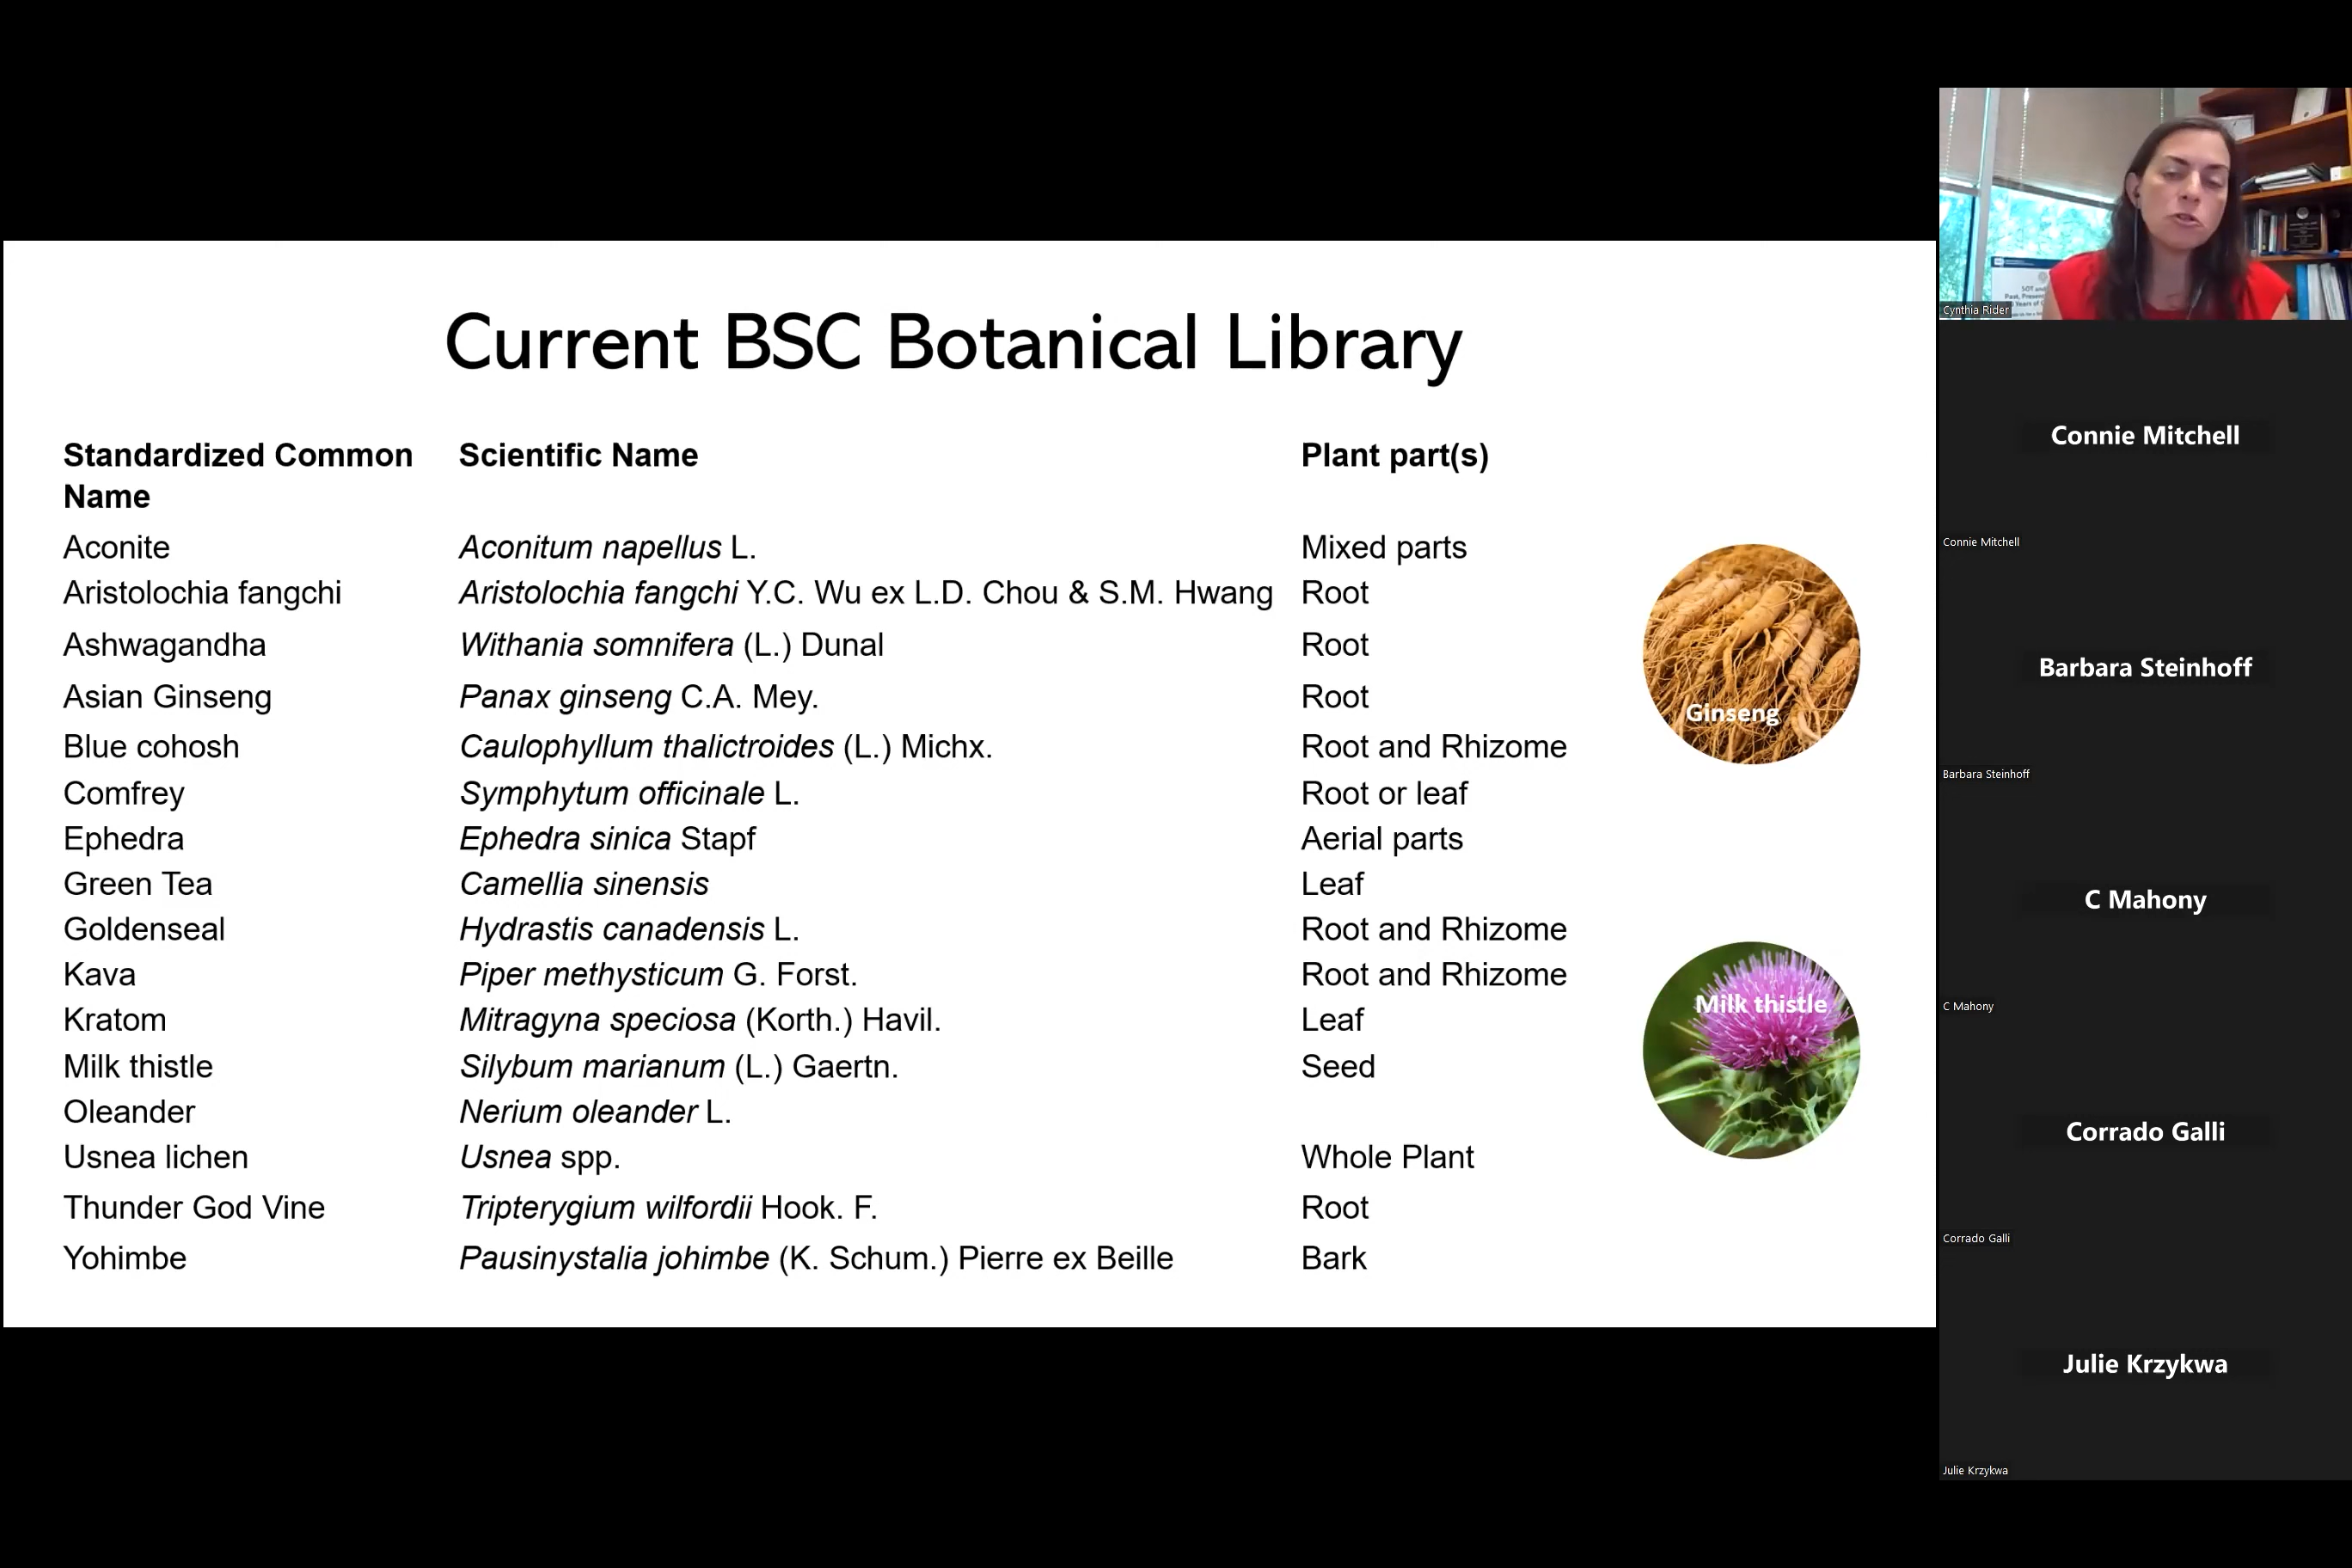 Current BSC Botanical Library
Standardized Common Name Scientific Name Plant part(s)
Aconite Aconitum napellus L. Mixed parts
Aristolochia fangchi Aristolochia fangchi Y.C. Wu ex L.D. Chou & S.M. Hwang Root
Ashwagandha Withania somnifera (L.) Dunal Root
Asian Ginseng Panax ginseng C.A. Mey. Root
Blue cohosh Caulophyllum thalictroides (L.) Michx. Root and Rhizome
Comfrey Symphytum officinale L. Root or leaf
Ephedra Ephedra sinica Stapf Aerial parts
Green Tea Camellia sinensis Leaf
Goldenseal Hydrastis canadensis L. Root and Rhizome
Kava Piper methysticum G. Forst. Root and Rhizome
Kratom Mitragyna speciosa (Korth.) Havil. Leaf
Milk thistle Silybum marianum (L.) Gaertn. Seed
Oleander Nerium oleander L.
Usnea lichen Usnea spp. Whole Plant
Thunder God Vine Tripterygium wilfordii Hook. F. Root
Yohimbe Pausinystalia johimbe (K. Schum.) Pierre ex Beille Bark
Ginseng
Milk thistle
Cynthia Rider
Connie Mitchell
Connie Mitchell
Barbara Steinhoff
Barbara Steinhoff
C Mahony
C Mahony
Corrado Galli
Corrado Galli
Julie Krzykwa
Julie Krzykwa